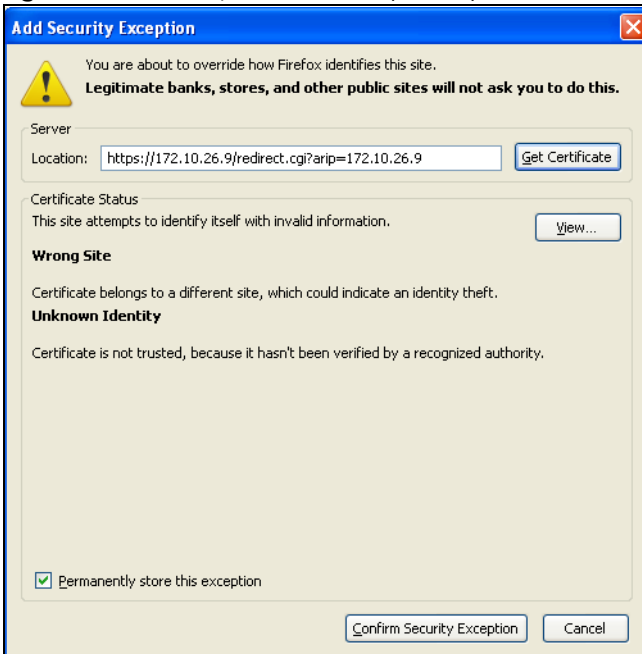 Add Security Exception
You are about to override how Firefox identifies this site.
Legitimate banks, stores, and other public sites will not ask you to do this.
Server
Location: https://172.10.26.9/redirect.cgi?arip=172.10.26.9 Get Certificate
Certificate Status
This site attempts to identify itself with invalid information. View...
Wrong Site
Certificate belongs to a different site, which could indicate an identity theft.
Unknown Identity
Certificate is not trusted, because it hasn't been verified by a recognized authority.
Permanently store this exception
Confirm Security Exception Cancel